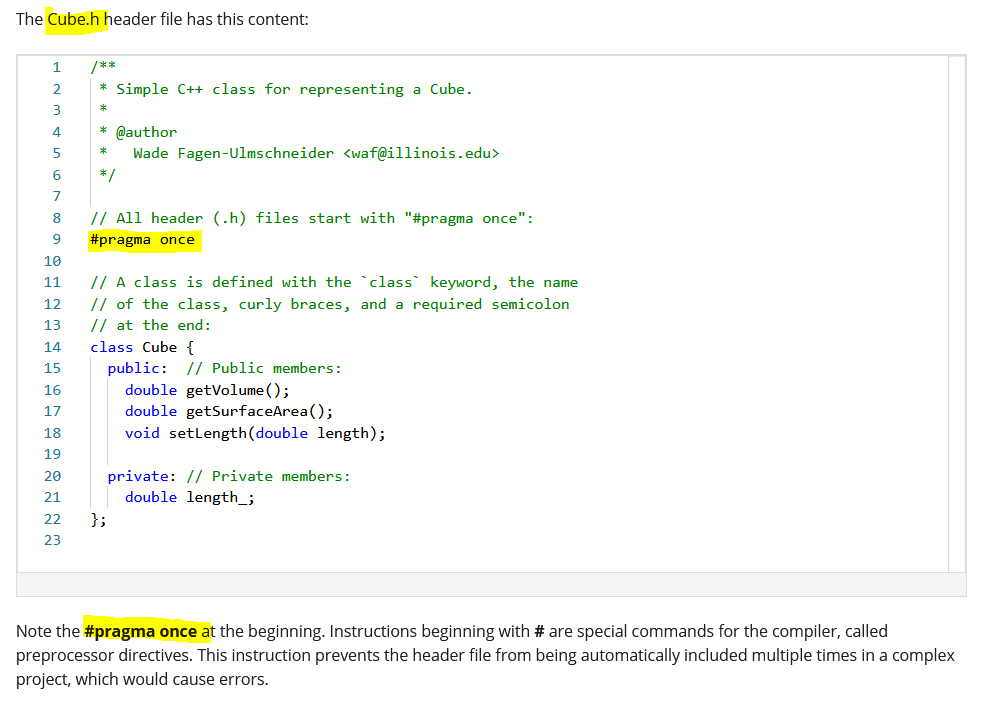 The Cube.h header file has this content:
1 /**
2  * Simple C++ class for representing a Cube.
3  *
4  * @author
5  *   Wade Fagen-Ulmschneider <waf@illinois.edu>
6  */
7
8 // All header (.h) files start with "#pragma once":
9 #pragma once
10
11 // A class is defined with the `class` keyword, the name
12 // of the class, curly braces, and a required semicolon
13 // at the end:
14 class Cube {
15   public:  // Public members:
16     double getVolume();
17     double getSurfaceArea();
18     void setLength(double length);
19
20   private: // Private members:
21     double length_;
22 };
23
Note the #pragma once at the beginning. Instructions beginning with # are special commands for the compiler, called
preprocessor directives. This instruction prevents the header file from being automatically included multiple times in a complex
project, which would cause errors.